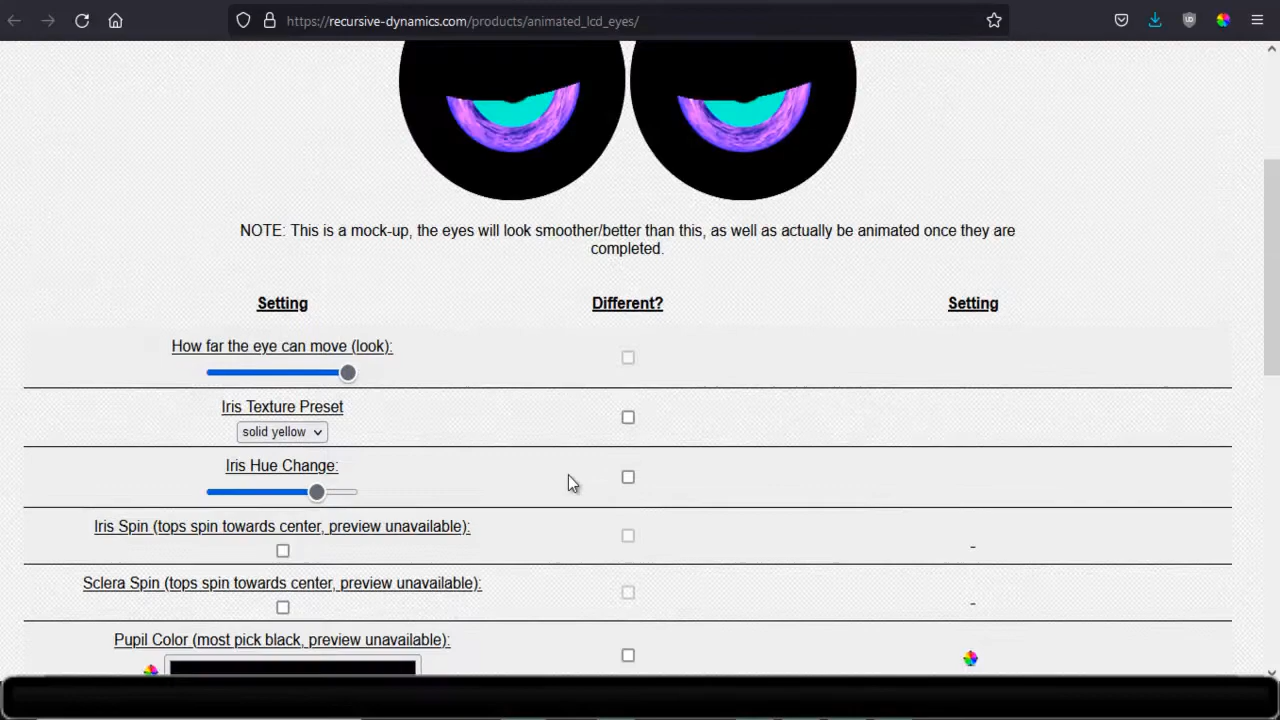 https://recursive-dynamics.com/products/animated_lcd_eyes/
NOTE: This is a mock-up, the eyes will look smoother/better than this, as well as actually be animated once they are
completed.
Setting Different? Setting
How far the eye can move (look):
Iris Texture Preset
solid yellow
Iris Hue Change:
Iris Spin (tops spin towards center, preview unavailable):
-
Sclera Spin (tops spin towards center, preview unavailable):
-
Pupil Color (most pick black, preview unavailable):